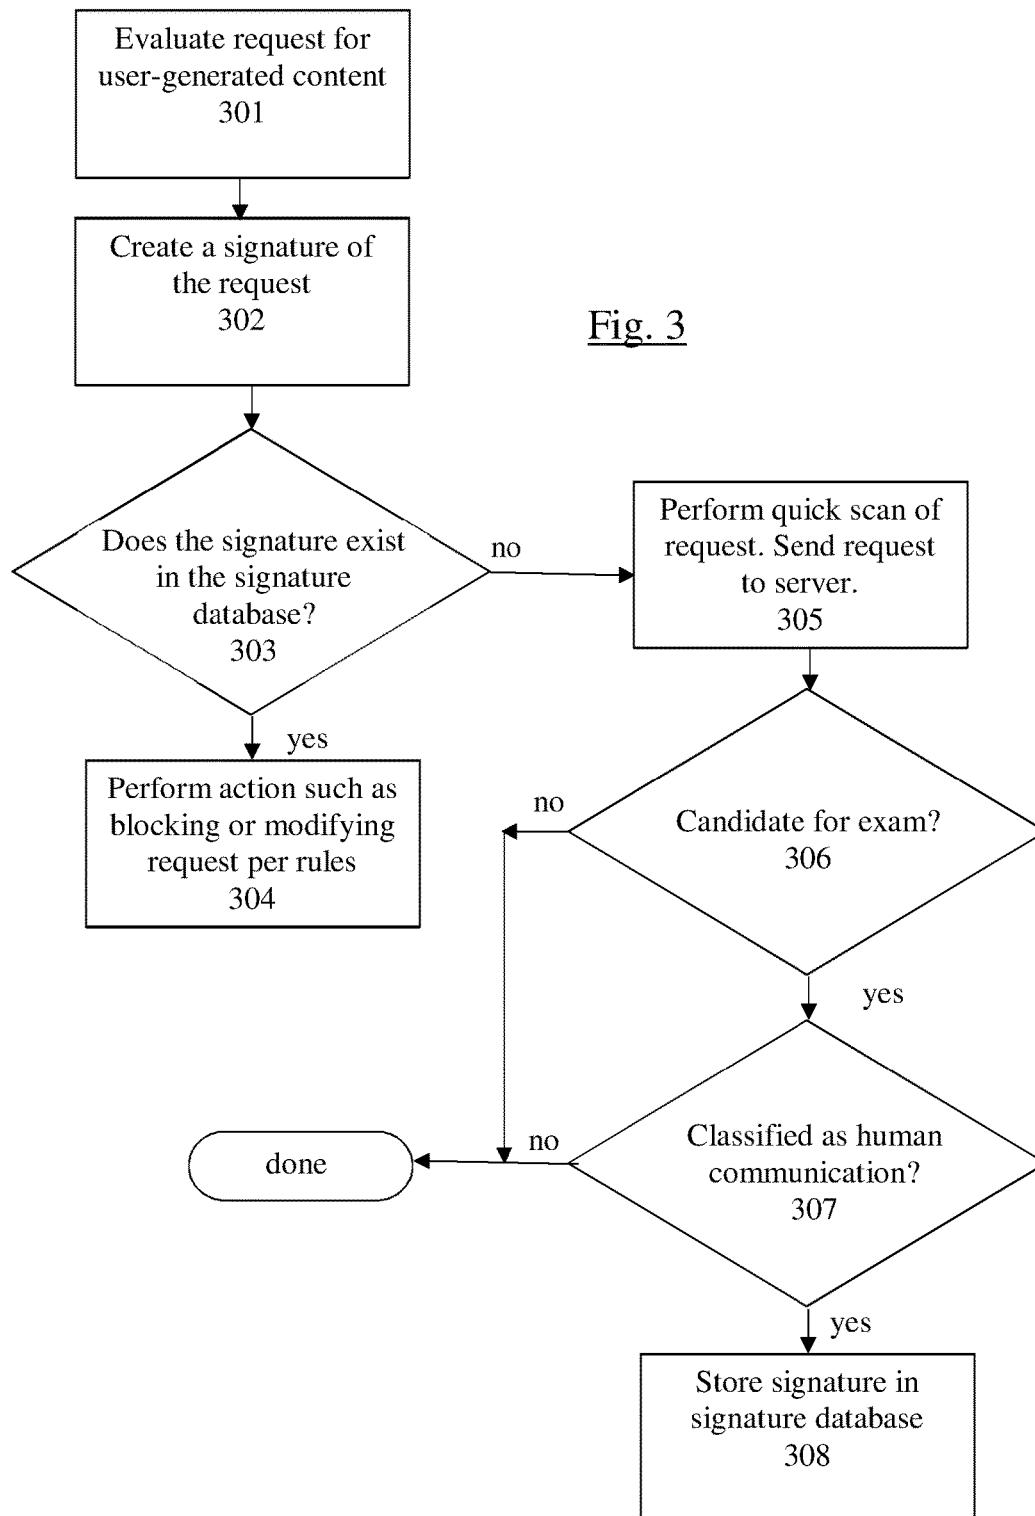 Evaluate request for
user-generated content
301
Create a signature of
the request
302
Fig. 3
Does the signature exist
in the signature
database?
303
no
Perform quick scan of
request. Send request
to server.
305
yes
Perform action such as
blocking or modifying
request per rules
304
no
Candidate for exam?
306
yes
done
no
Classified as human
communication?
307
yes
Store signature in
signature database
308